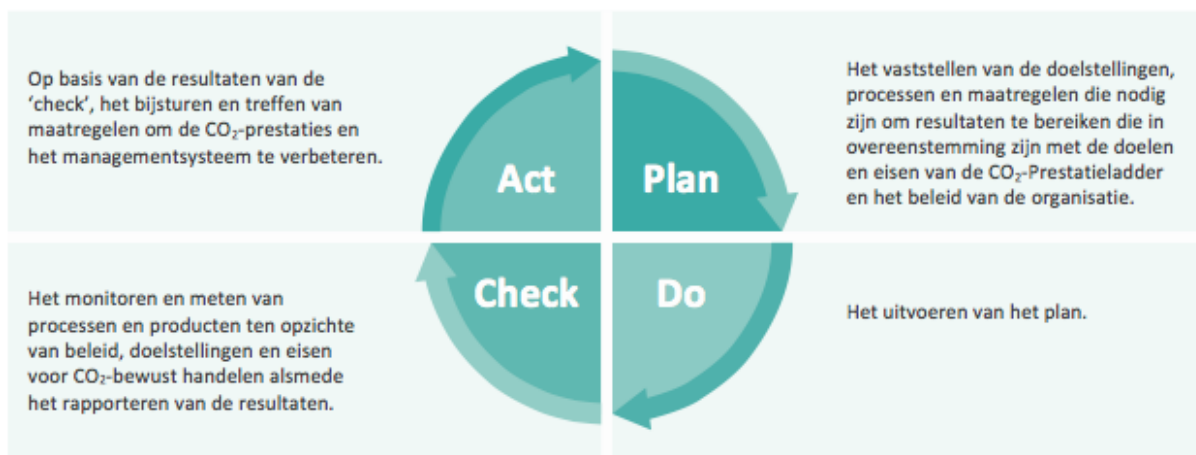 Op basis van de resultaten van de
‘check’, het bijsturen en treffen van
maatregelen om de CO₂-prestaties en
het managementsysteem te verbeteren.
Act
Plan
Het vaststellen van de doelstellingen,
processen en maatregelen die nodig
zijn om resultaten te bereiken die in
overeenstemming zijn met de doelen
en eisen van de CO₂-Prestatieladder
en het beleid van de organisatie.
Het monitoren en meten van
processen en producten ten opzichte
van beleid, doelstellingen en eisen
voor CO₂-bewust handelen alsmede
het rapporteren van de resultaten.
Check
Do
Het uitvoeren van het plan.